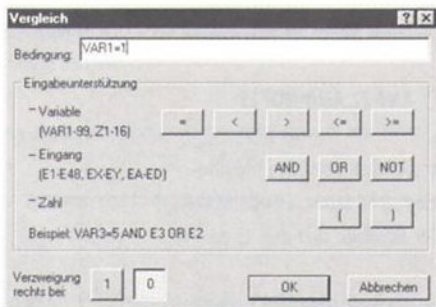 Vergleich
Bedingung: VAR1=1
Eingabeunterstützung
- Variable
(VAR1-99, Z1-16)
= < > <= >=
- Eingang
(E1-E48, EX-EY, EA-ED)
AND OR NOT
- Zahl
( )
Beispiel: VAR3=5 AND E3 OR E2
Verzweigung
rechts bei: 1 0
OK Abbrechen